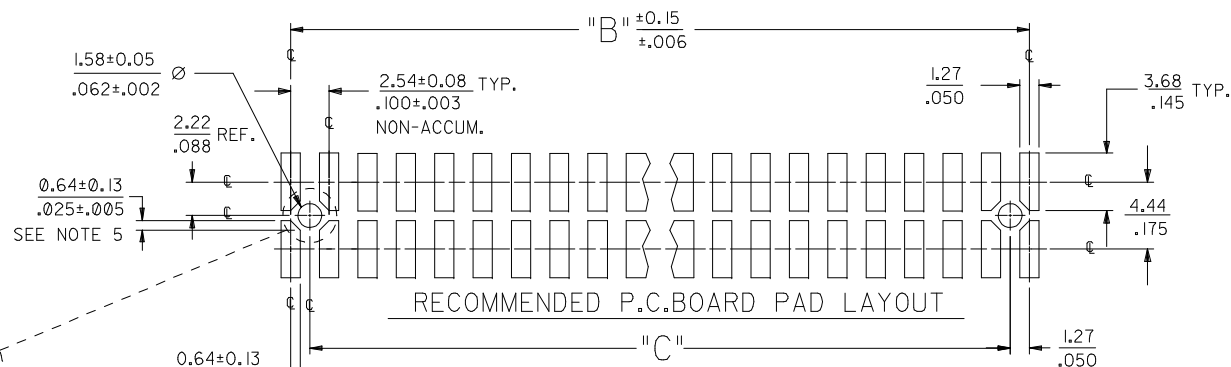 "B" ±0.15
±.006
1.58±0.05 Ø
.062±.002
2.54±0.08 TYP.
.100±.003
NON-ACCUM.
1.27
.050
3.68 TYP.
.145
2.22 REF.
.088
0.64±0.13
.025±.005
SEE NOTE 5
4.44
.175
RECOMMENDED P.C.BOARD PAD LAYOUT
"C"
1.27
.050
0.64±0.13